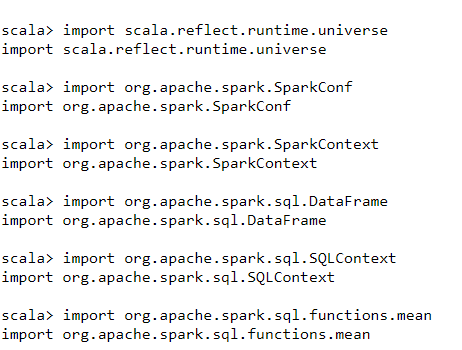 scala> import scala.reflect.runtime.universe
import scala.reflect.runtime.universe
scala> import org.apache.spark.SparkConf
import org.apache.spark.SparkConf
scala> import org.apache.spark.SparkContext
import org.apache.spark.SparkContext
scala> import org.apache.spark.sql.DataFrame
import org.apache.spark.sql.DataFrame
scala> import org.apache.spark.sql.SQLContext
import org.apache.spark.sql.SQLContext
scala> import org.apache.spark.sql.functions.mean
import org.apache.spark.sql.functions.mean